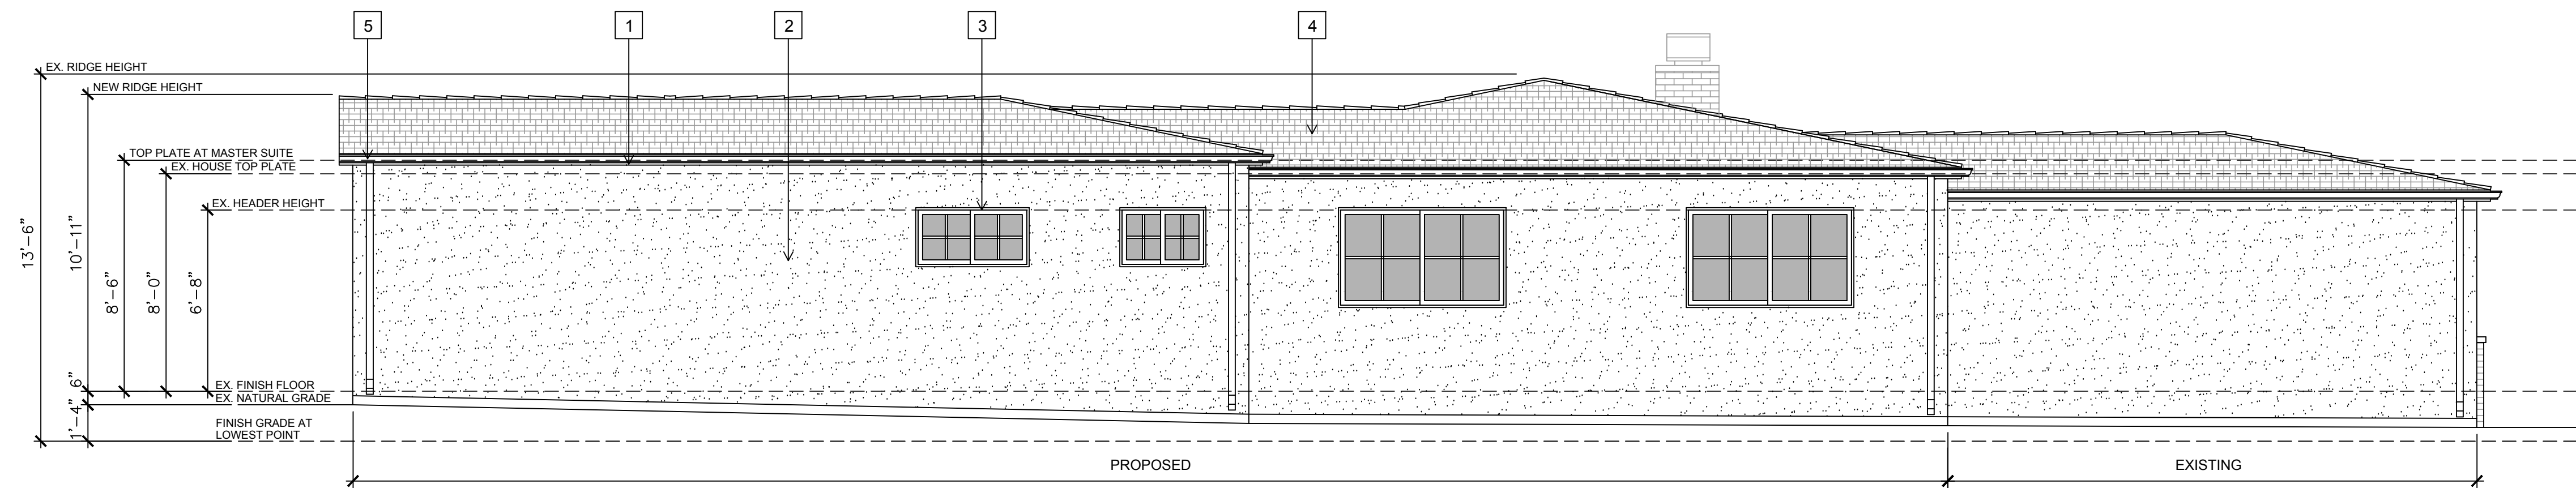 5
1
2
3
4
EX. RIDGE HEIGHT
NEW RIDGE HEIGHT
TOP PLATE AT MASTER SUITE
EX. HOUSE TOP PLATE
EX. HEADER HEIGHT
13'-6"
10'-11"
8'-6"
8'-0"
6'-8"
6"
1'-4"
EX. FINISH FLOOR
EX. NATURAL GRADE
FINISH GRADE AT
LOWEST POINT
PROPOSED
EXISTING